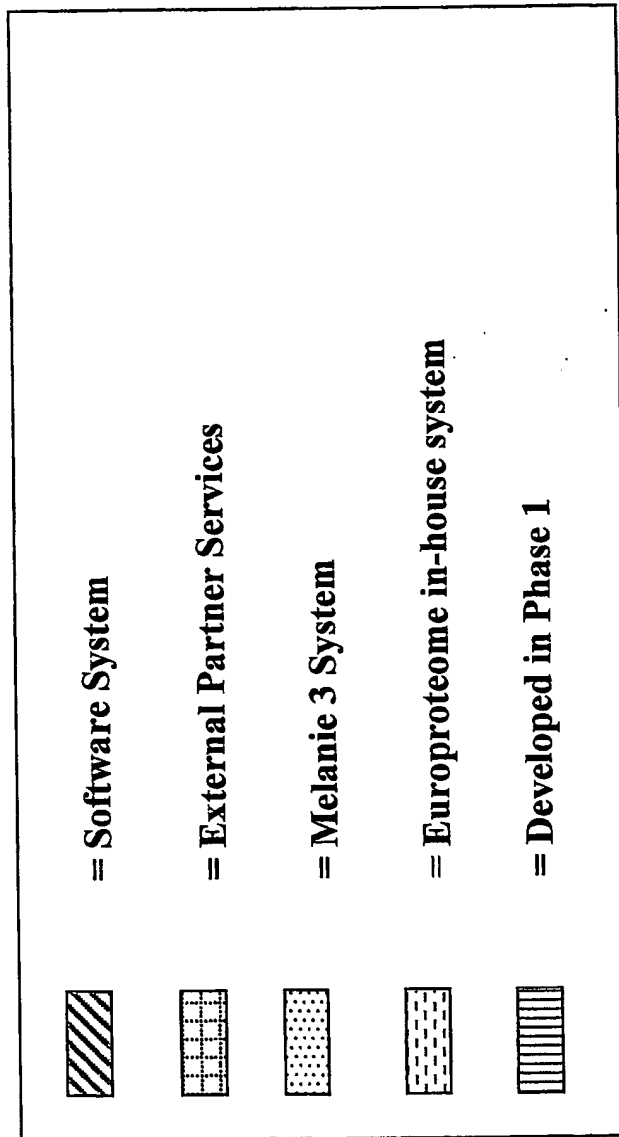 = Software System
= External Partner Services
= Melanie 3 System
= Europroteome in-house system
= Developed in Phase 1